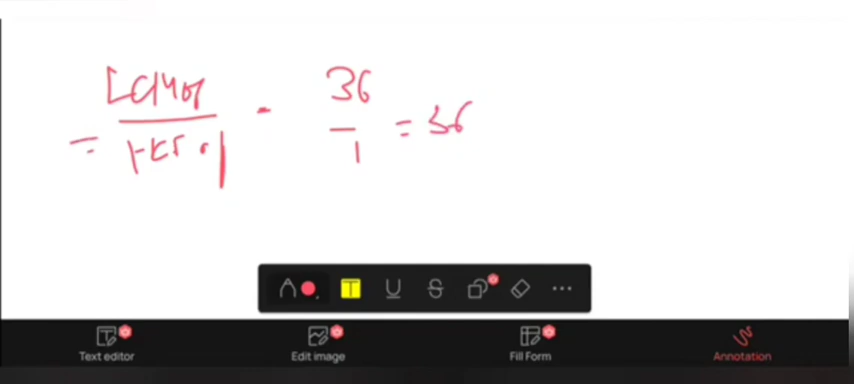 = - 36/1 = 36
T U S
Text editor Edit image Fill Form Annotation